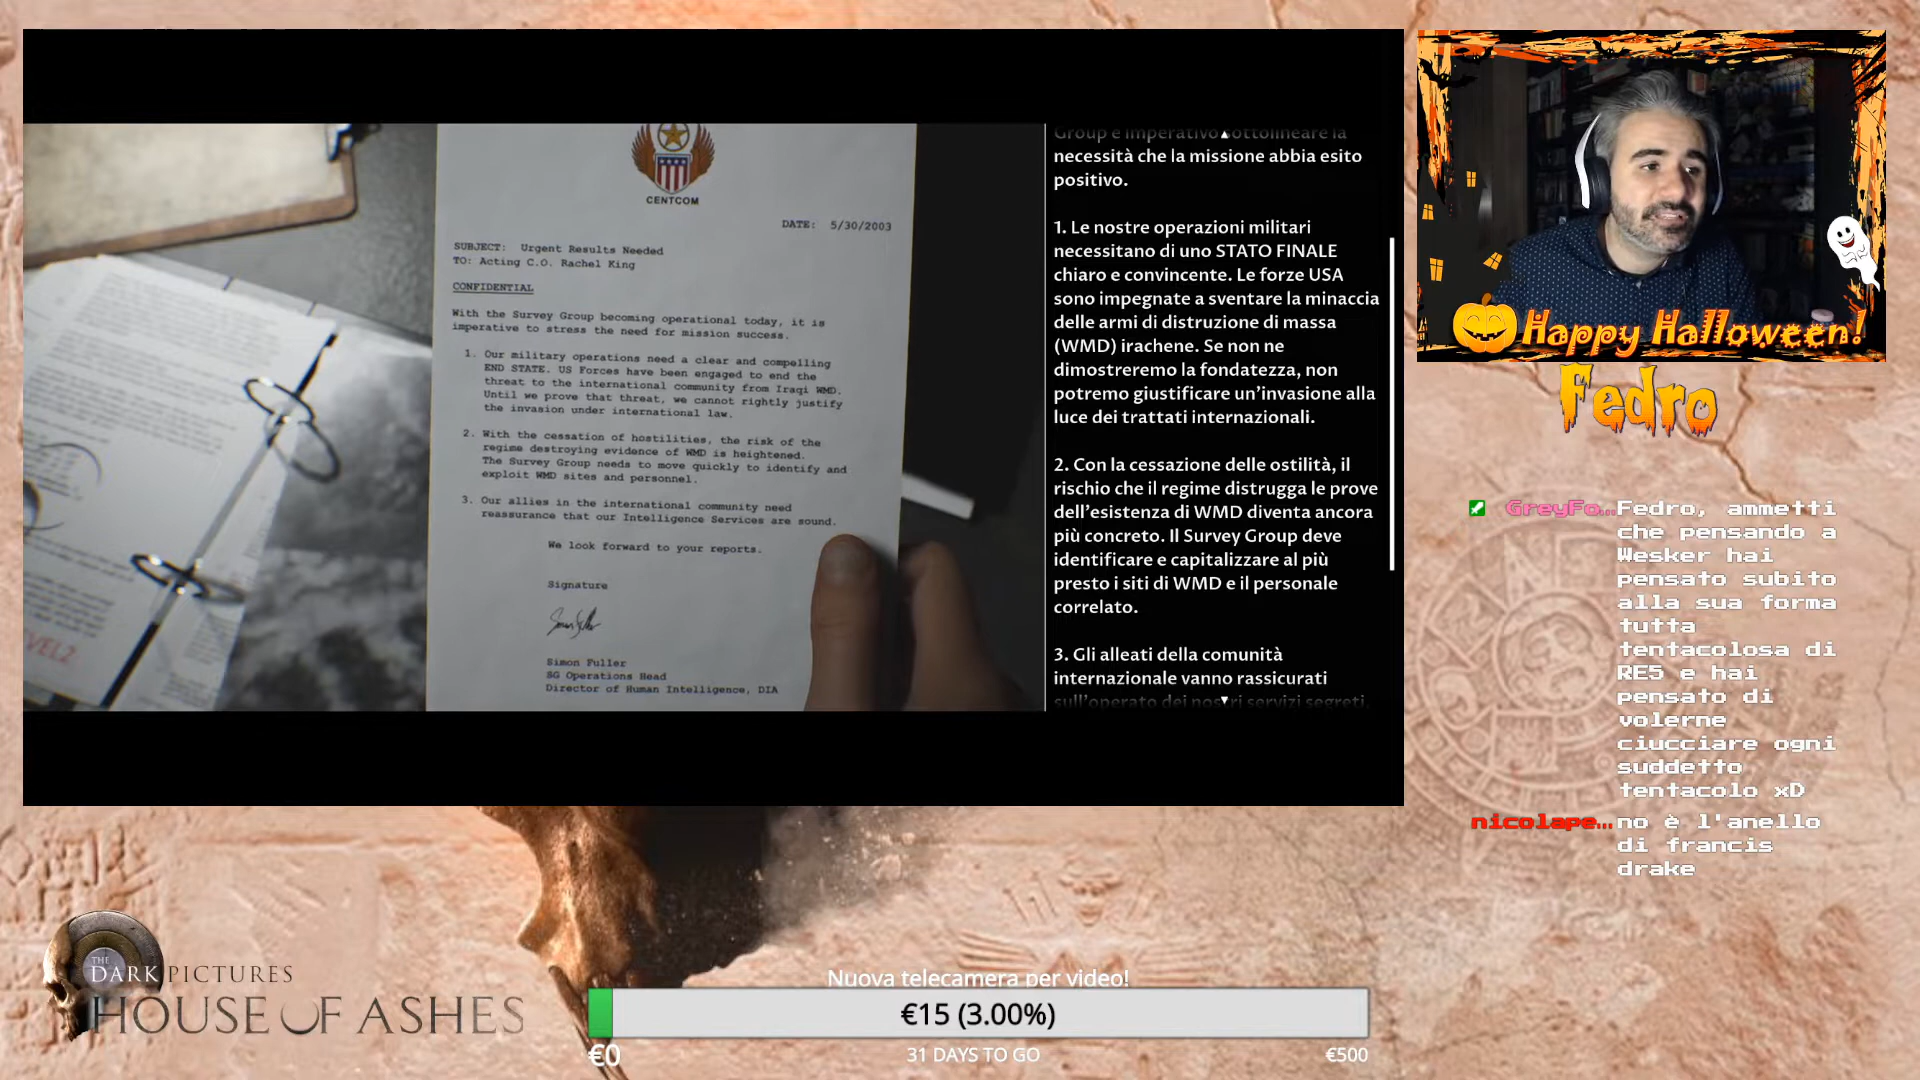 CENTCOM
DATE: 5/30/2003
SUBJECT: Urgent Results Needed
TO: Acting C.O. Rachel King
CONFIDENTIAL
With the Survey Group becoming operational today, it is
imperative to stress the need for mission success.
1. Our military operations need a clear and compelling
END STATE. US Forces have been engaged to end the
threat to the international community from Iraqi WMD.
Until we prove that threat, we cannot rightly justify
the invasion under international law.
2. With the cessation of hostilities, the risk of the
regime destroying evidence of WMD is heightened.
The Survey Group needs to move quickly to identify and
exploit WMD sites and personnel.
3. Our allies in the international community need
reassurance that our Intelligence Services are sound.
We look forward to your reports.
Signature
Simon Fuller
SG Operations Head
Director of Human Intelligence, DIA
Group è imperativo sottolineare la
necessità che la missione abbia esito
positivo.
1. Le nostre operazioni militari
necessitano di uno STATO FINALE
chiaro e convincente. Le forze USA
sono impegnate a sventare la minaccia
delle armi di distruzione di massa
(WMD) irachene. Se non ne
dimostreremo la fondatezza, non
potremo giustificare un'invasione alla
luce dei trattati internazionali.
2. Con la cessazione delle ostilità, il
rischio che il regime distrugga le prove
dell'esistenza di WMD diventa ancora
più concreto. Il Survey Group deve
identificare e capitalizzare al più
presto i siti di WMD e il personale
correlato.
3. Gli alleati della comunità
internazionale vanno rassicurati
sull'operato dei nostri servizi segreti.
Happy Halloween!
Fedro
GreyFo... Fedro, ammetti
che pensando a
Wesker hai
pensato subito
alla sua forma
tutta
tentacolosa di
RE5 e hai
pensato di
volerne
ciucciare ogni
suddetto
tentacolo xD
nicolape... no è l'anello
di francis
drake
THE
DARK PICTURES
HOUSE OF ASHES
Nuova telecamera per video!
€15 (3.00%)
€0
31 DAYS TO GO
€500